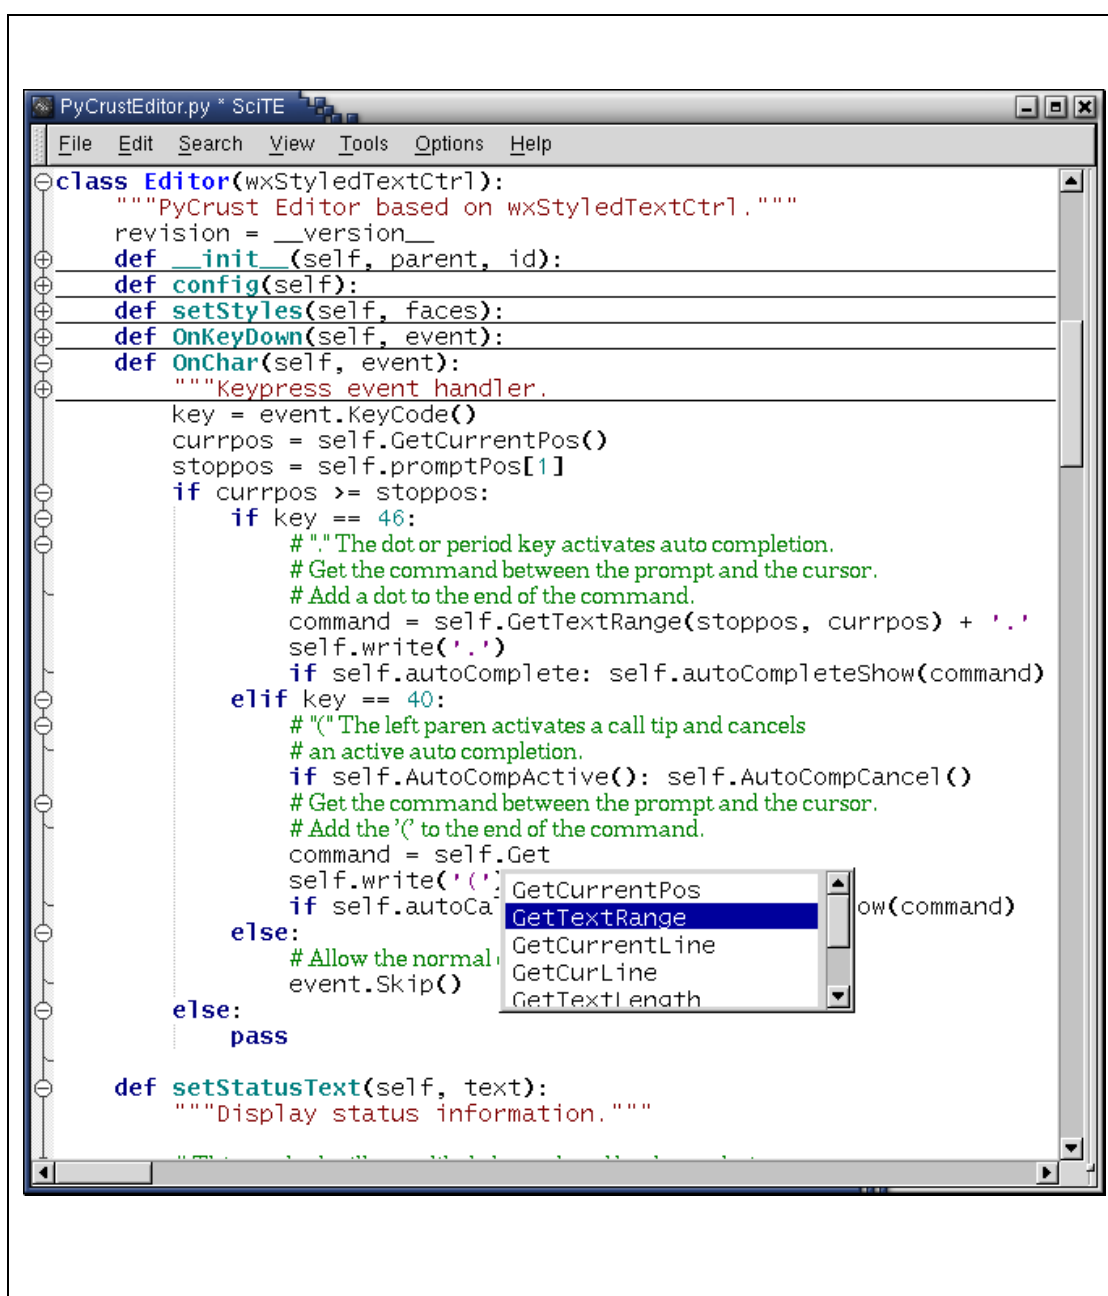 PyCrustEditor.py * SciTE
File Edit Search View Tools Options Help
class Editor(wxStyledTextCtrl):
"""PyCrust Editor based on wxStyledTextCtrl."""
revision = __version__
def __init__(self, parent, id):
def config(self):
def setStyles(self, faces):
def OnKeyDown(self, event):
def OnChar(self, event):
"""Keypress event handler.
key = event.KeyCode()
currpos = self.GetCurrentPos()
stoppos = self.promptPos[1]
if currpos >= stoppos:
if key == 46:
# "." The dot or period key activates auto completion.
# Get the command between the prompt and the cursor.
# Add a dot to the end of the command.
command = self.GetTextRange(stoppos, currpos) + '.'
self.write('.')
if self.autoComplete: self.autoCompleteShow(command)
elif key == 40:
# "(" The left paren activates a call tip and cancels
# an active auto completion.
if self.AutoCompActive(): self.AutoCompCancel()
# Get the command between the prompt and the cursor.
# Add the '(' to the end of the command.
command = self.Get
self.write('(')
GetCurrentPos
if self.autoCa ow(command)
GetTextRange
else:
GetCurrentLine
# Allow the normal
GetCurLine
event.Skip()
GetTextLength
else:
pass
def setStatusText(self, text):
"""Display status information."""